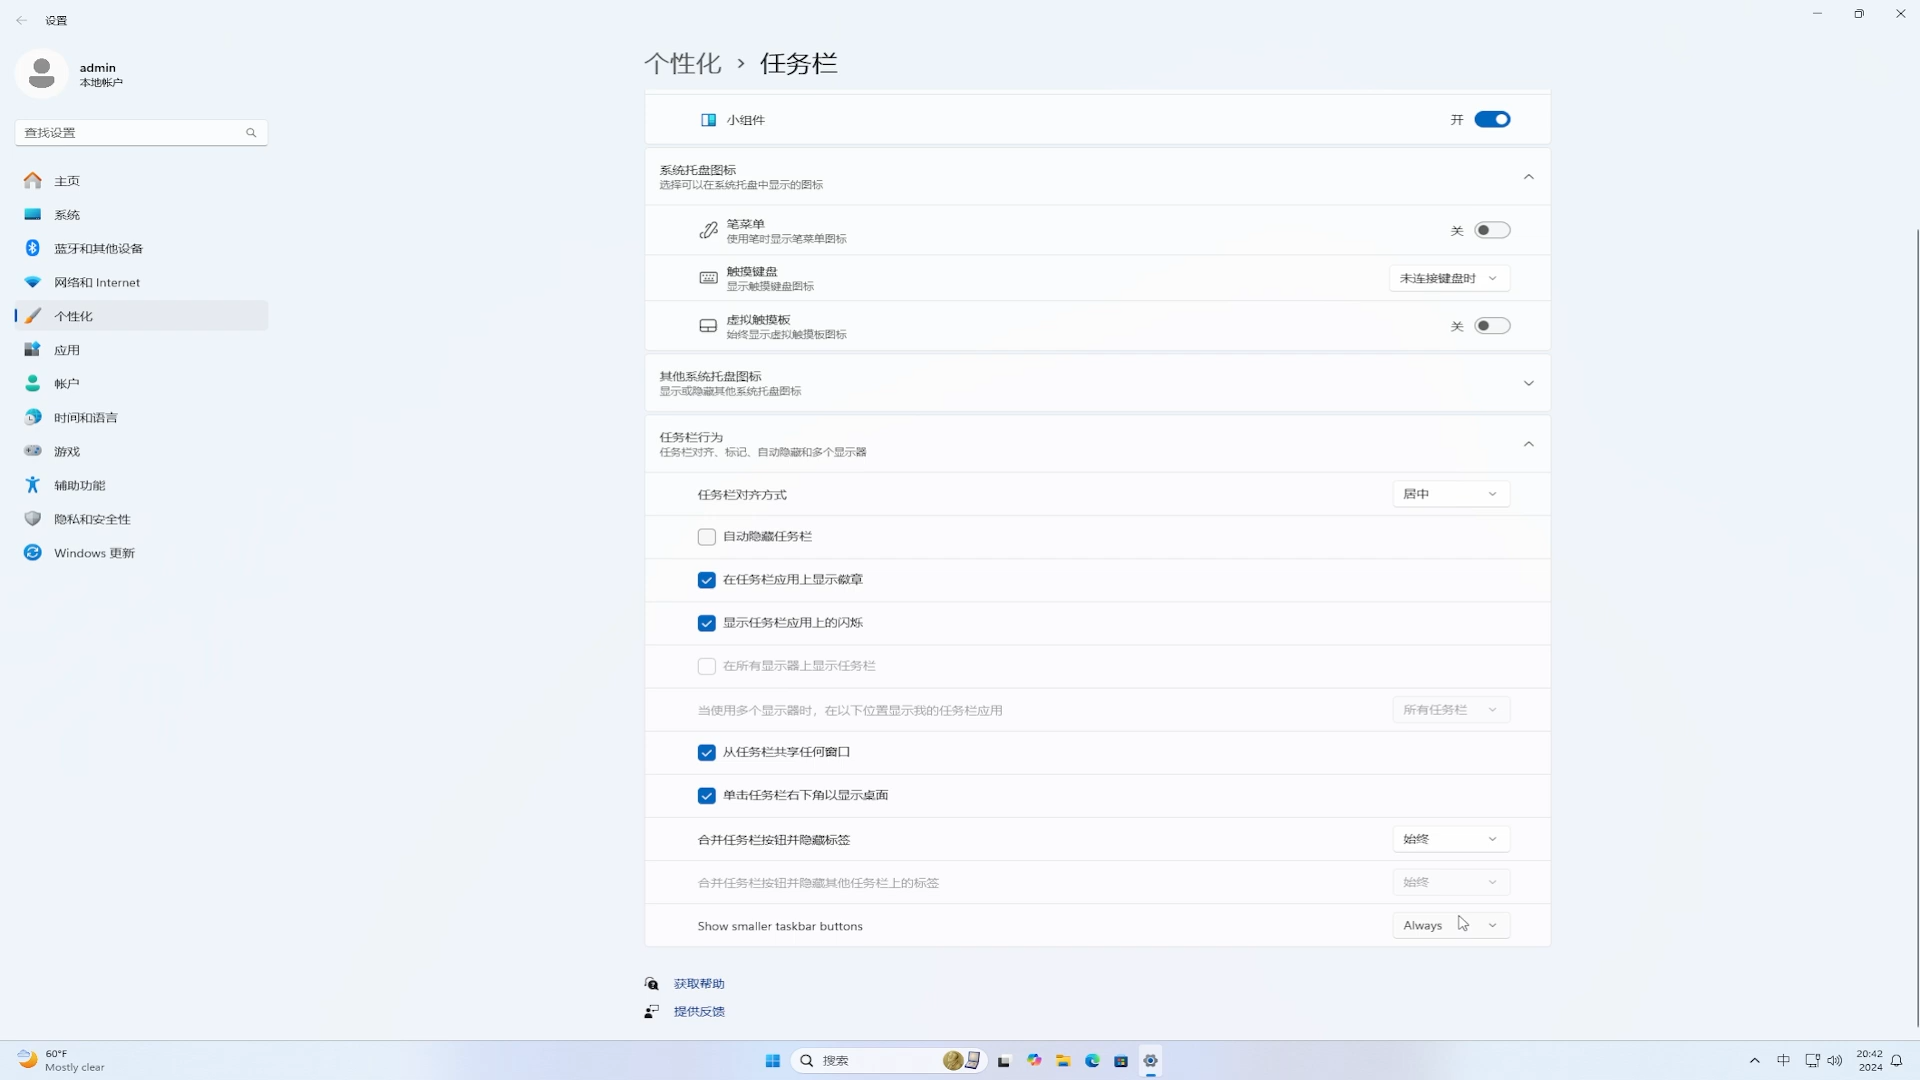 设置
admin
本地帐户
查找设置
主页
系统
蓝牙和其他设备
网络和 Internet
个性化
应用
帐户
时间和语言
游戏
辅助功能
隐私和安全性
Windows 更新
个性化 › 任务栏
小组件
开
系统托盘图标
选择可以在系统托盘中显示的图标
笔菜单
使用笔时显示笔菜单图标
关
触摸键盘
显示触摸键盘图标
未连接键盘时
虚拟触摸板
始终显示虚拟触摸板图标
关
其他系统托盘图标
显示或隐藏其他系统托盘图标
任务栏行为
任务栏对齐、标记、自动隐藏和多个显示器
任务栏对齐方式
居中
自动隐藏任务栏
在任务栏应用上显示徽章
显示任务栏应用上的闪烁
在所有显示器上显示任务栏
当使用多个显示器时，在以下位置显示我的任务栏应用
所有任务栏
从任务栏共享任何窗口
单击任务栏右下角以显示桌面
合并任务栏按钮并隐藏标签
始终
合并任务栏按钮并隐藏其他任务栏上的标签
始终
Show smaller taskbar buttons
Always
获取帮助
提供反馈
60°F
Mostly clear
搜索
中
20:42
2024